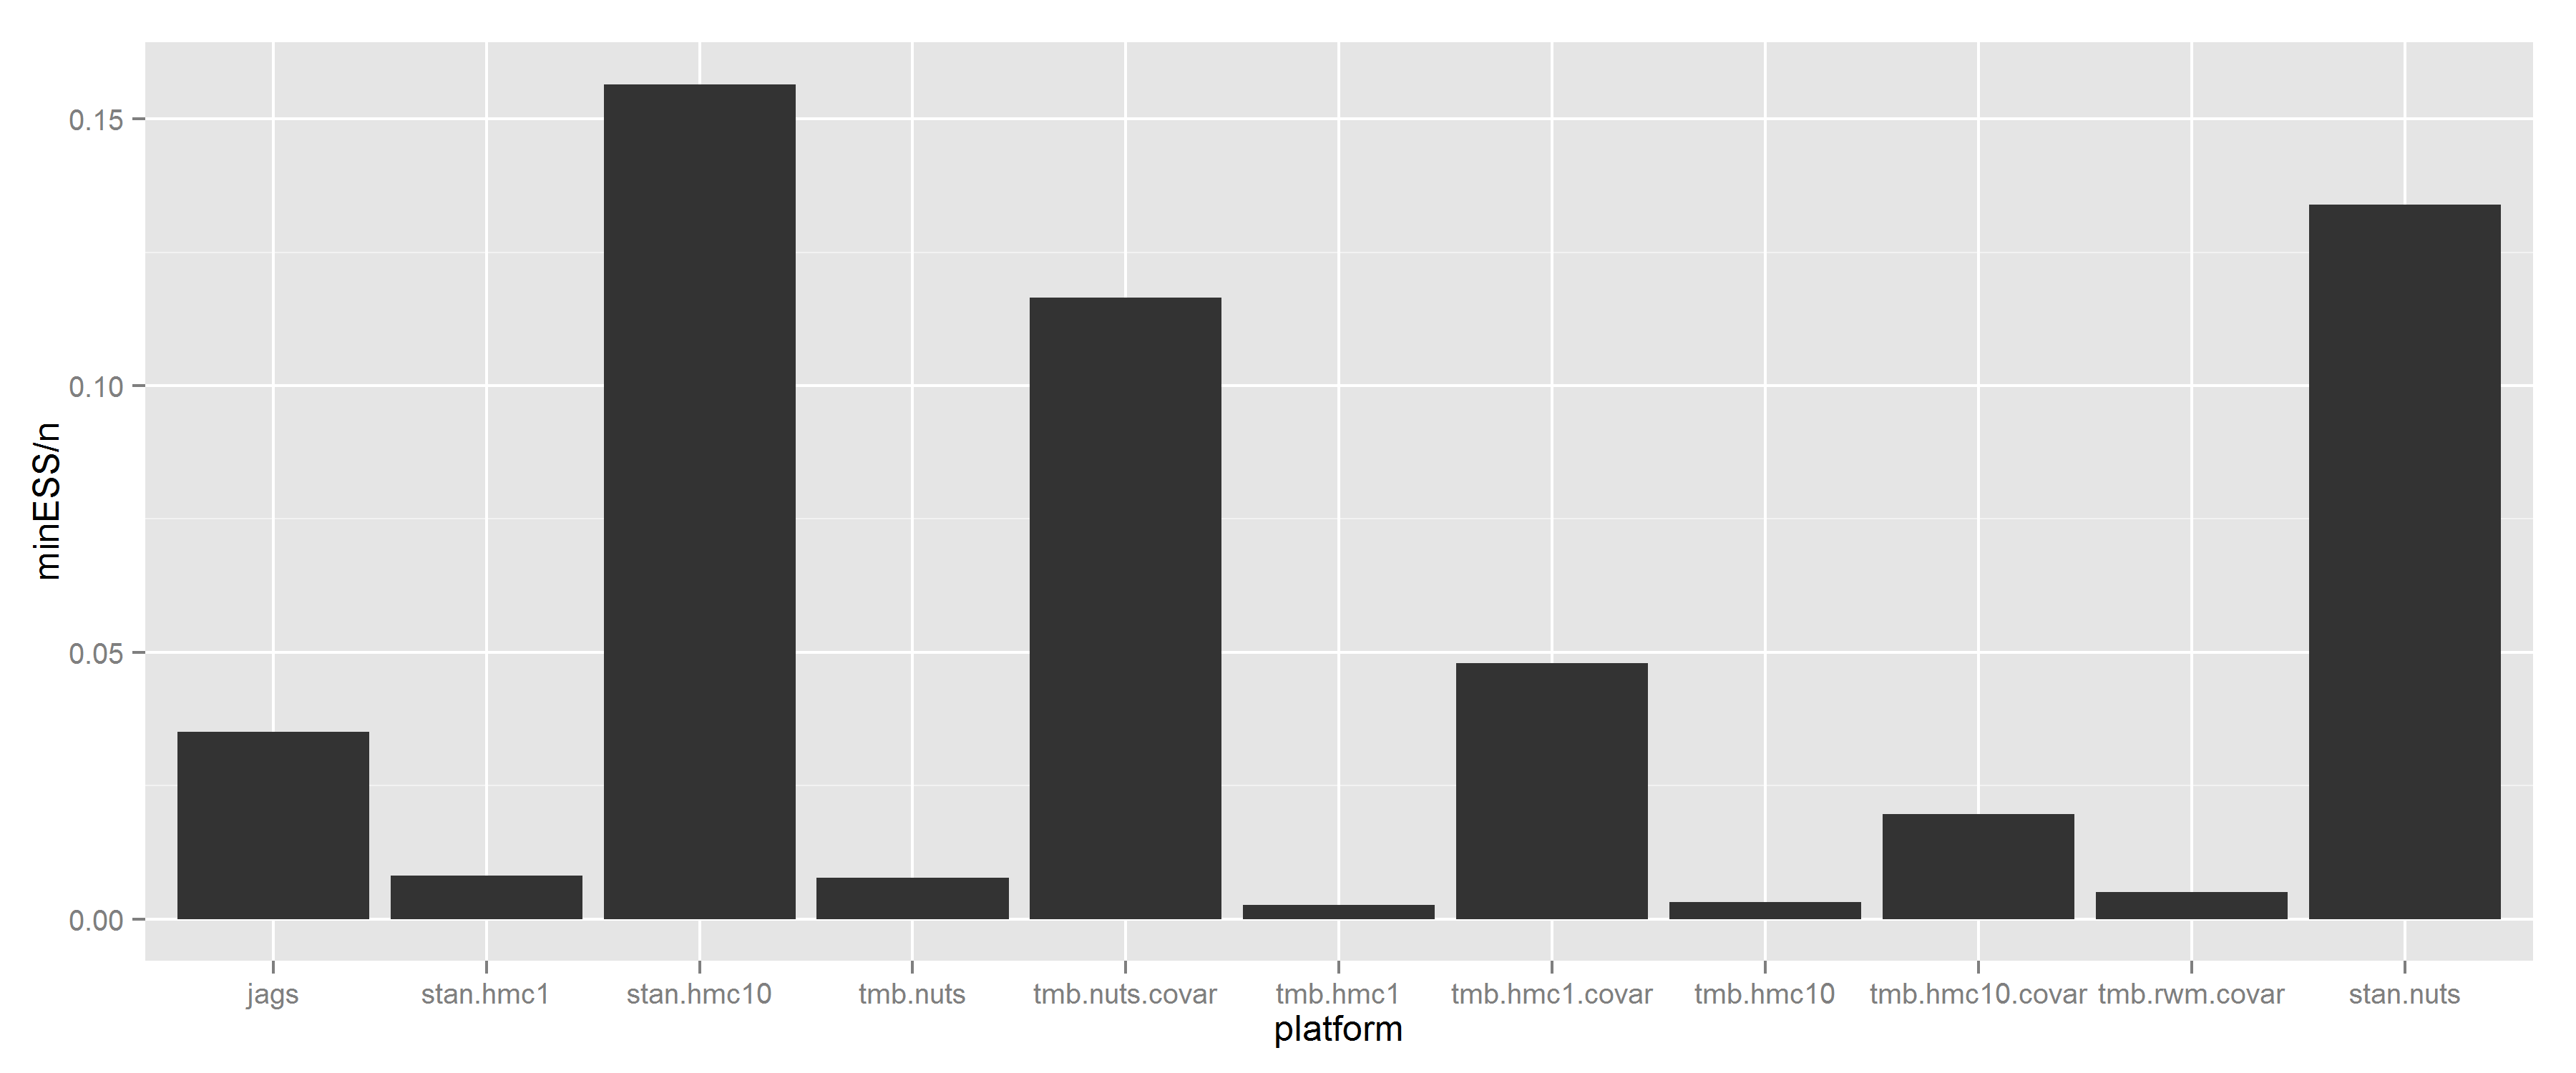 0.15
0.10
0.05
0.00
minESS/n
jags stan.hmc1 stan.hmc10 tmb.nuts tmb.nuts.covar tmb.hmc1 tmb.hmc1.covar tmb.hmc10 tmb.hmc10.covar tmb.rwm.covar stan.nuts
platform